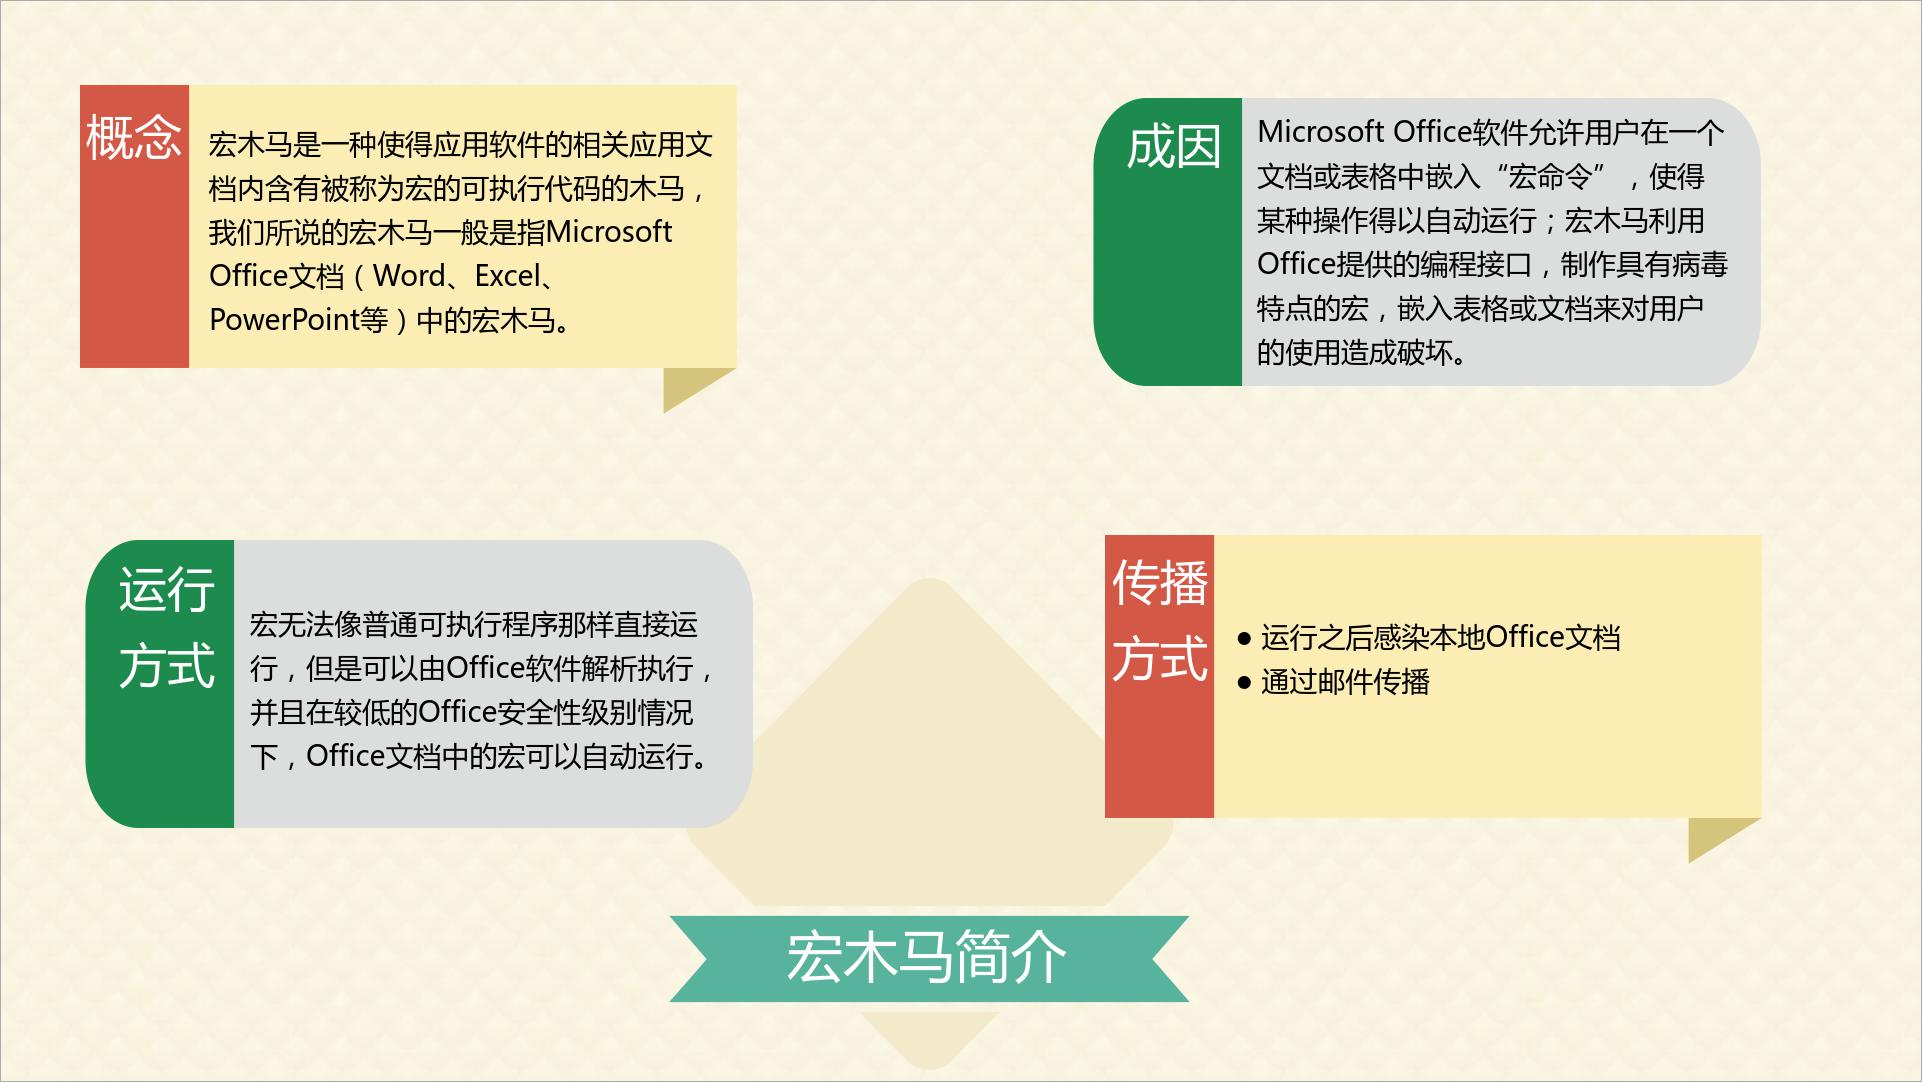 概念
宏木马是一种使得应用软件的相关应用文
档内含有被称为宏的可执行代码的木马，
我们所说的宏木马一般是指Microsoft
Office文档（Word、Excel、
PowerPoint等）中的宏木马。
成因
Microsoft Office软件允许用户在一个
文档或表格中嵌入“宏命令”，使得
某种操作得以自动运行；宏木马利用
Office提供的编程接口，制作具有病毒
特点的宏，嵌入表格或文档来对用户
的使用造成破坏。
运行
方式
宏无法像普通可执行程序那样直接运
行，但是可以由Office软件解析执行，
并且在较低的Office安全性级别情况
下，Office文档中的宏可以自动运行。
传播
方式
● 运行之后感染本地Office文档
● 通过邮件传播
宏木马简介